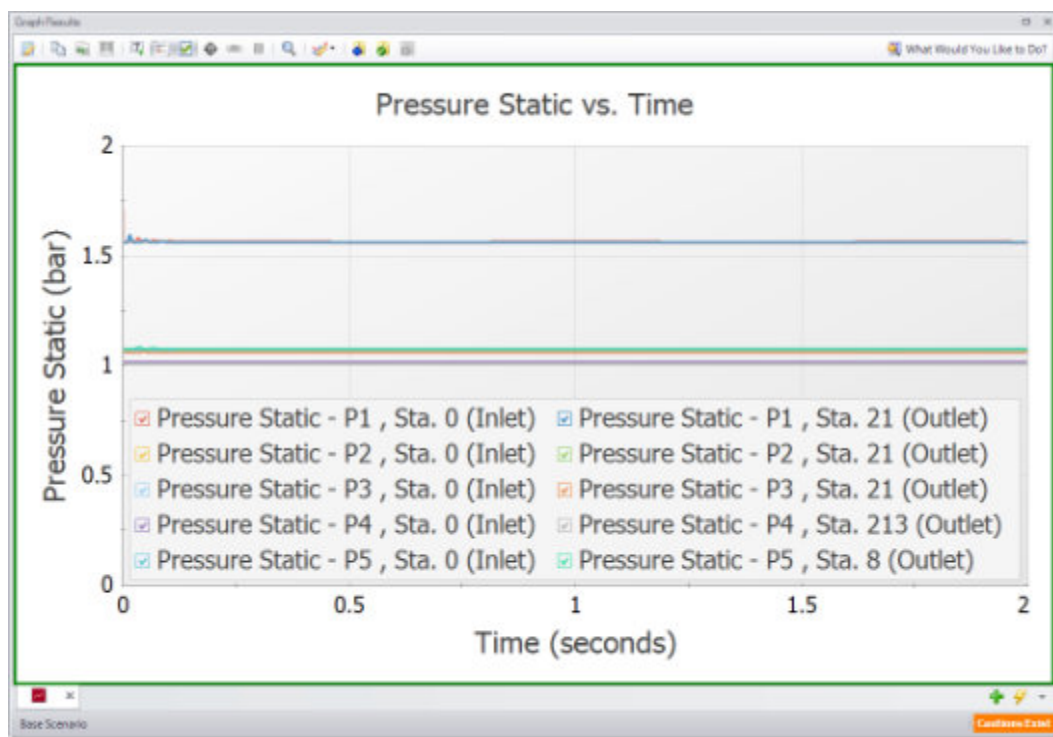 Graph Results
What Would You Like to Do?
Pressure Static vs. Time
Pressure Static (bar)
2
1.5
1
0.5
0
Pressure Static - P1 , Sta. 0 (Inlet) Pressure Static - P1 , Sta. 21 (Outlet)
Pressure Static - P2 , Sta. 0 (Inlet) Pressure Static - P2 , Sta. 21 (Outlet)
Pressure Static - P3 , Sta. 0 (Inlet) Pressure Static - P3 , Sta. 21 (Outlet)
Pressure Static - P4 , Sta. 0 (Inlet) Pressure Static - P4 , Sta. 213 (Outlet)
Pressure Static - P5 , Sta. 0 (Inlet) Pressure Static - P5 , Sta. 8 (Outlet)
0 0.5 1 1.5 2
Time (seconds)
Base Scenario
Cautions Exist